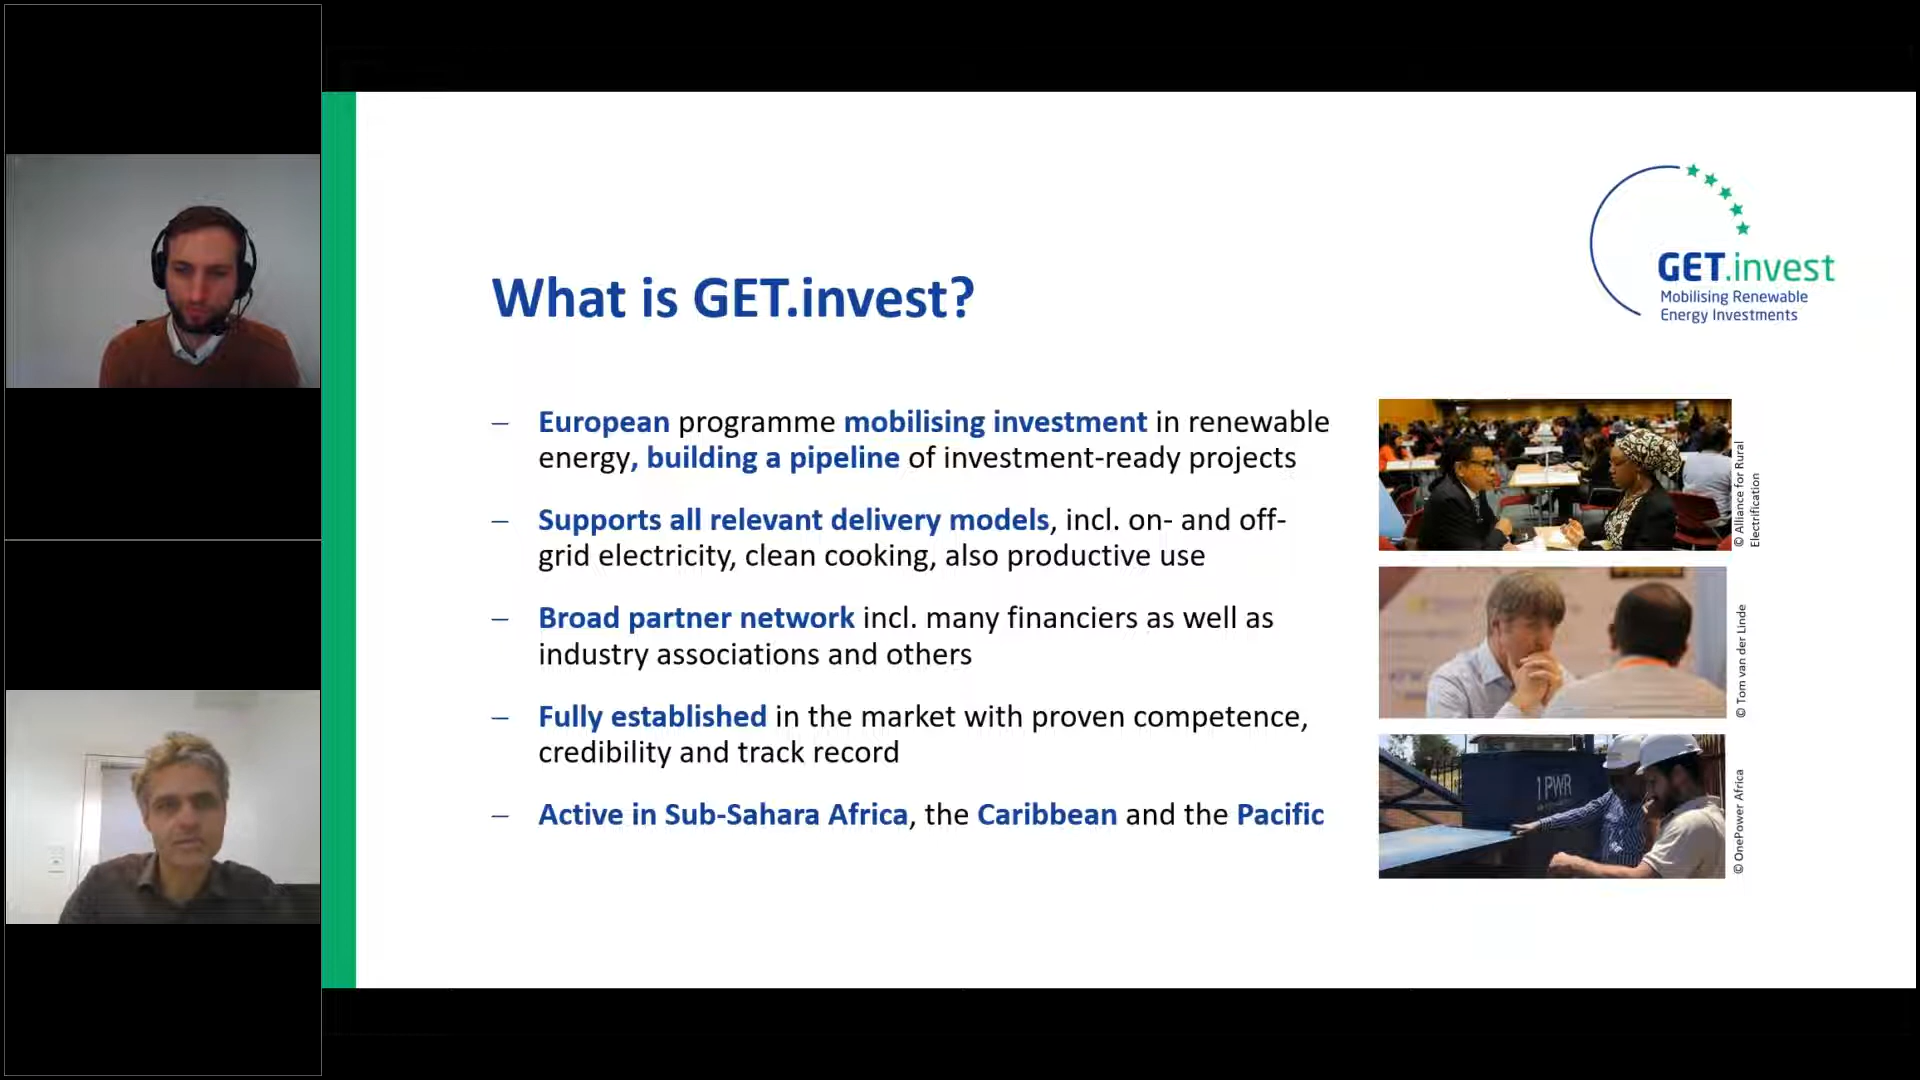 GET.invest
Mobilising Renewable
Energy Investments
What is GET.invest?
– European programme mobilising investment in renewable
energy, building a pipeline of investment-ready projects
– Supports all relevant delivery models, incl. on- and off-
grid electricity, clean cooking, also productive use
– Broad partner network incl. many financiers as well as
industry associations and others
– Fully established in the market with proven competence,
credibility and track record
– Active in Sub-Sahara Africa, the Caribbean and the Pacific
© Alliance for Rural
Electrification
© Tom van der Linde
1PWR
© OnePower Africa